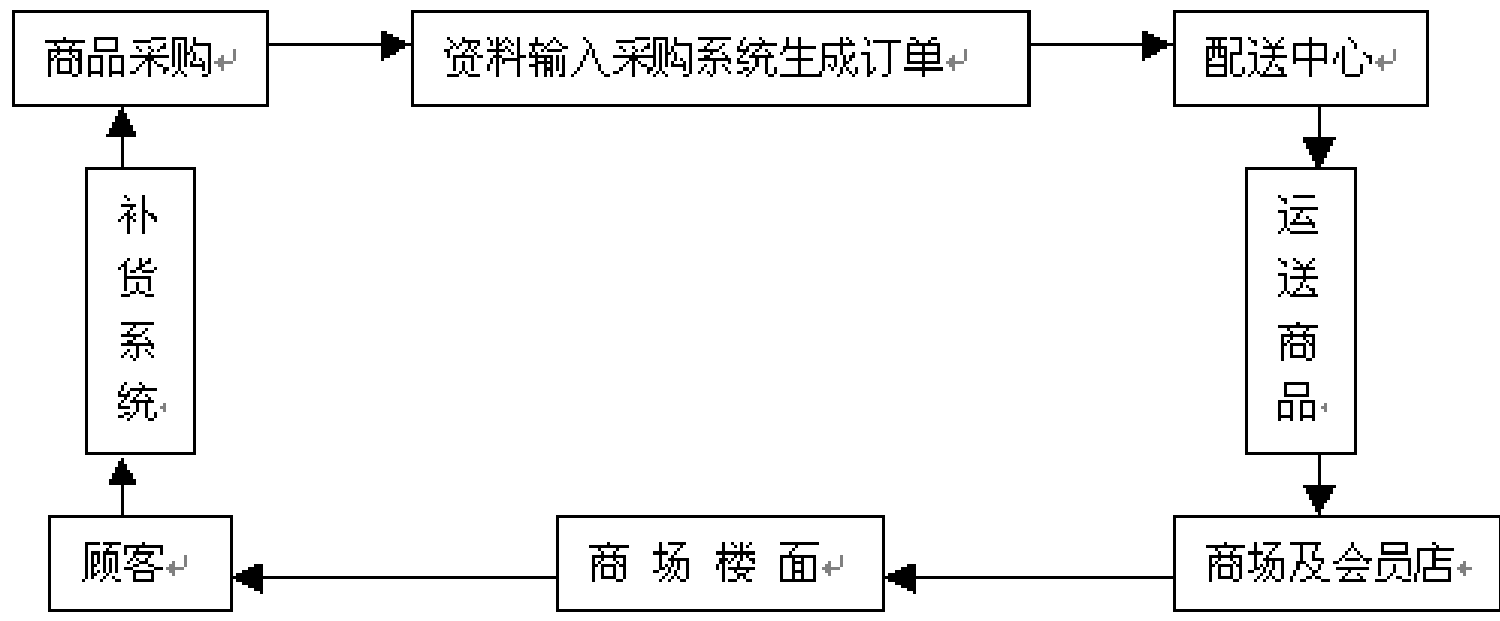 商品采购
资料输入采购系统生成订单
配送中心
补
货
系
统
运
送
商
品
顾客
商 场 楼 面
商场及会员店